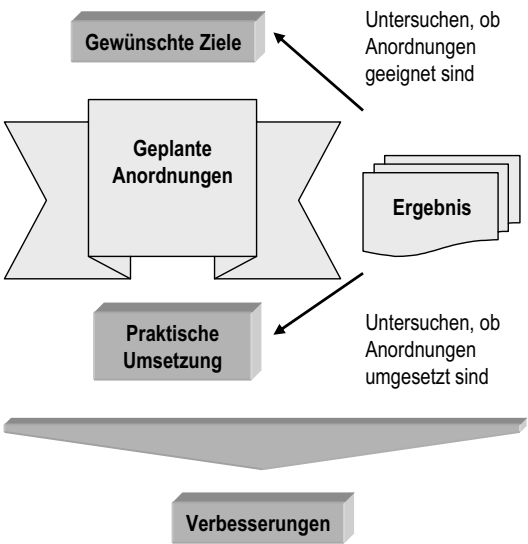 Gewünschte Ziele
Untersuchen, ob
Anordnungen
geeignet sind
Geplante
Anordnungen
Ergebnis
Praktische
Umsetzung
Untersuchen, ob
Anordnungen
umgesetzt sind
Verbesserungen